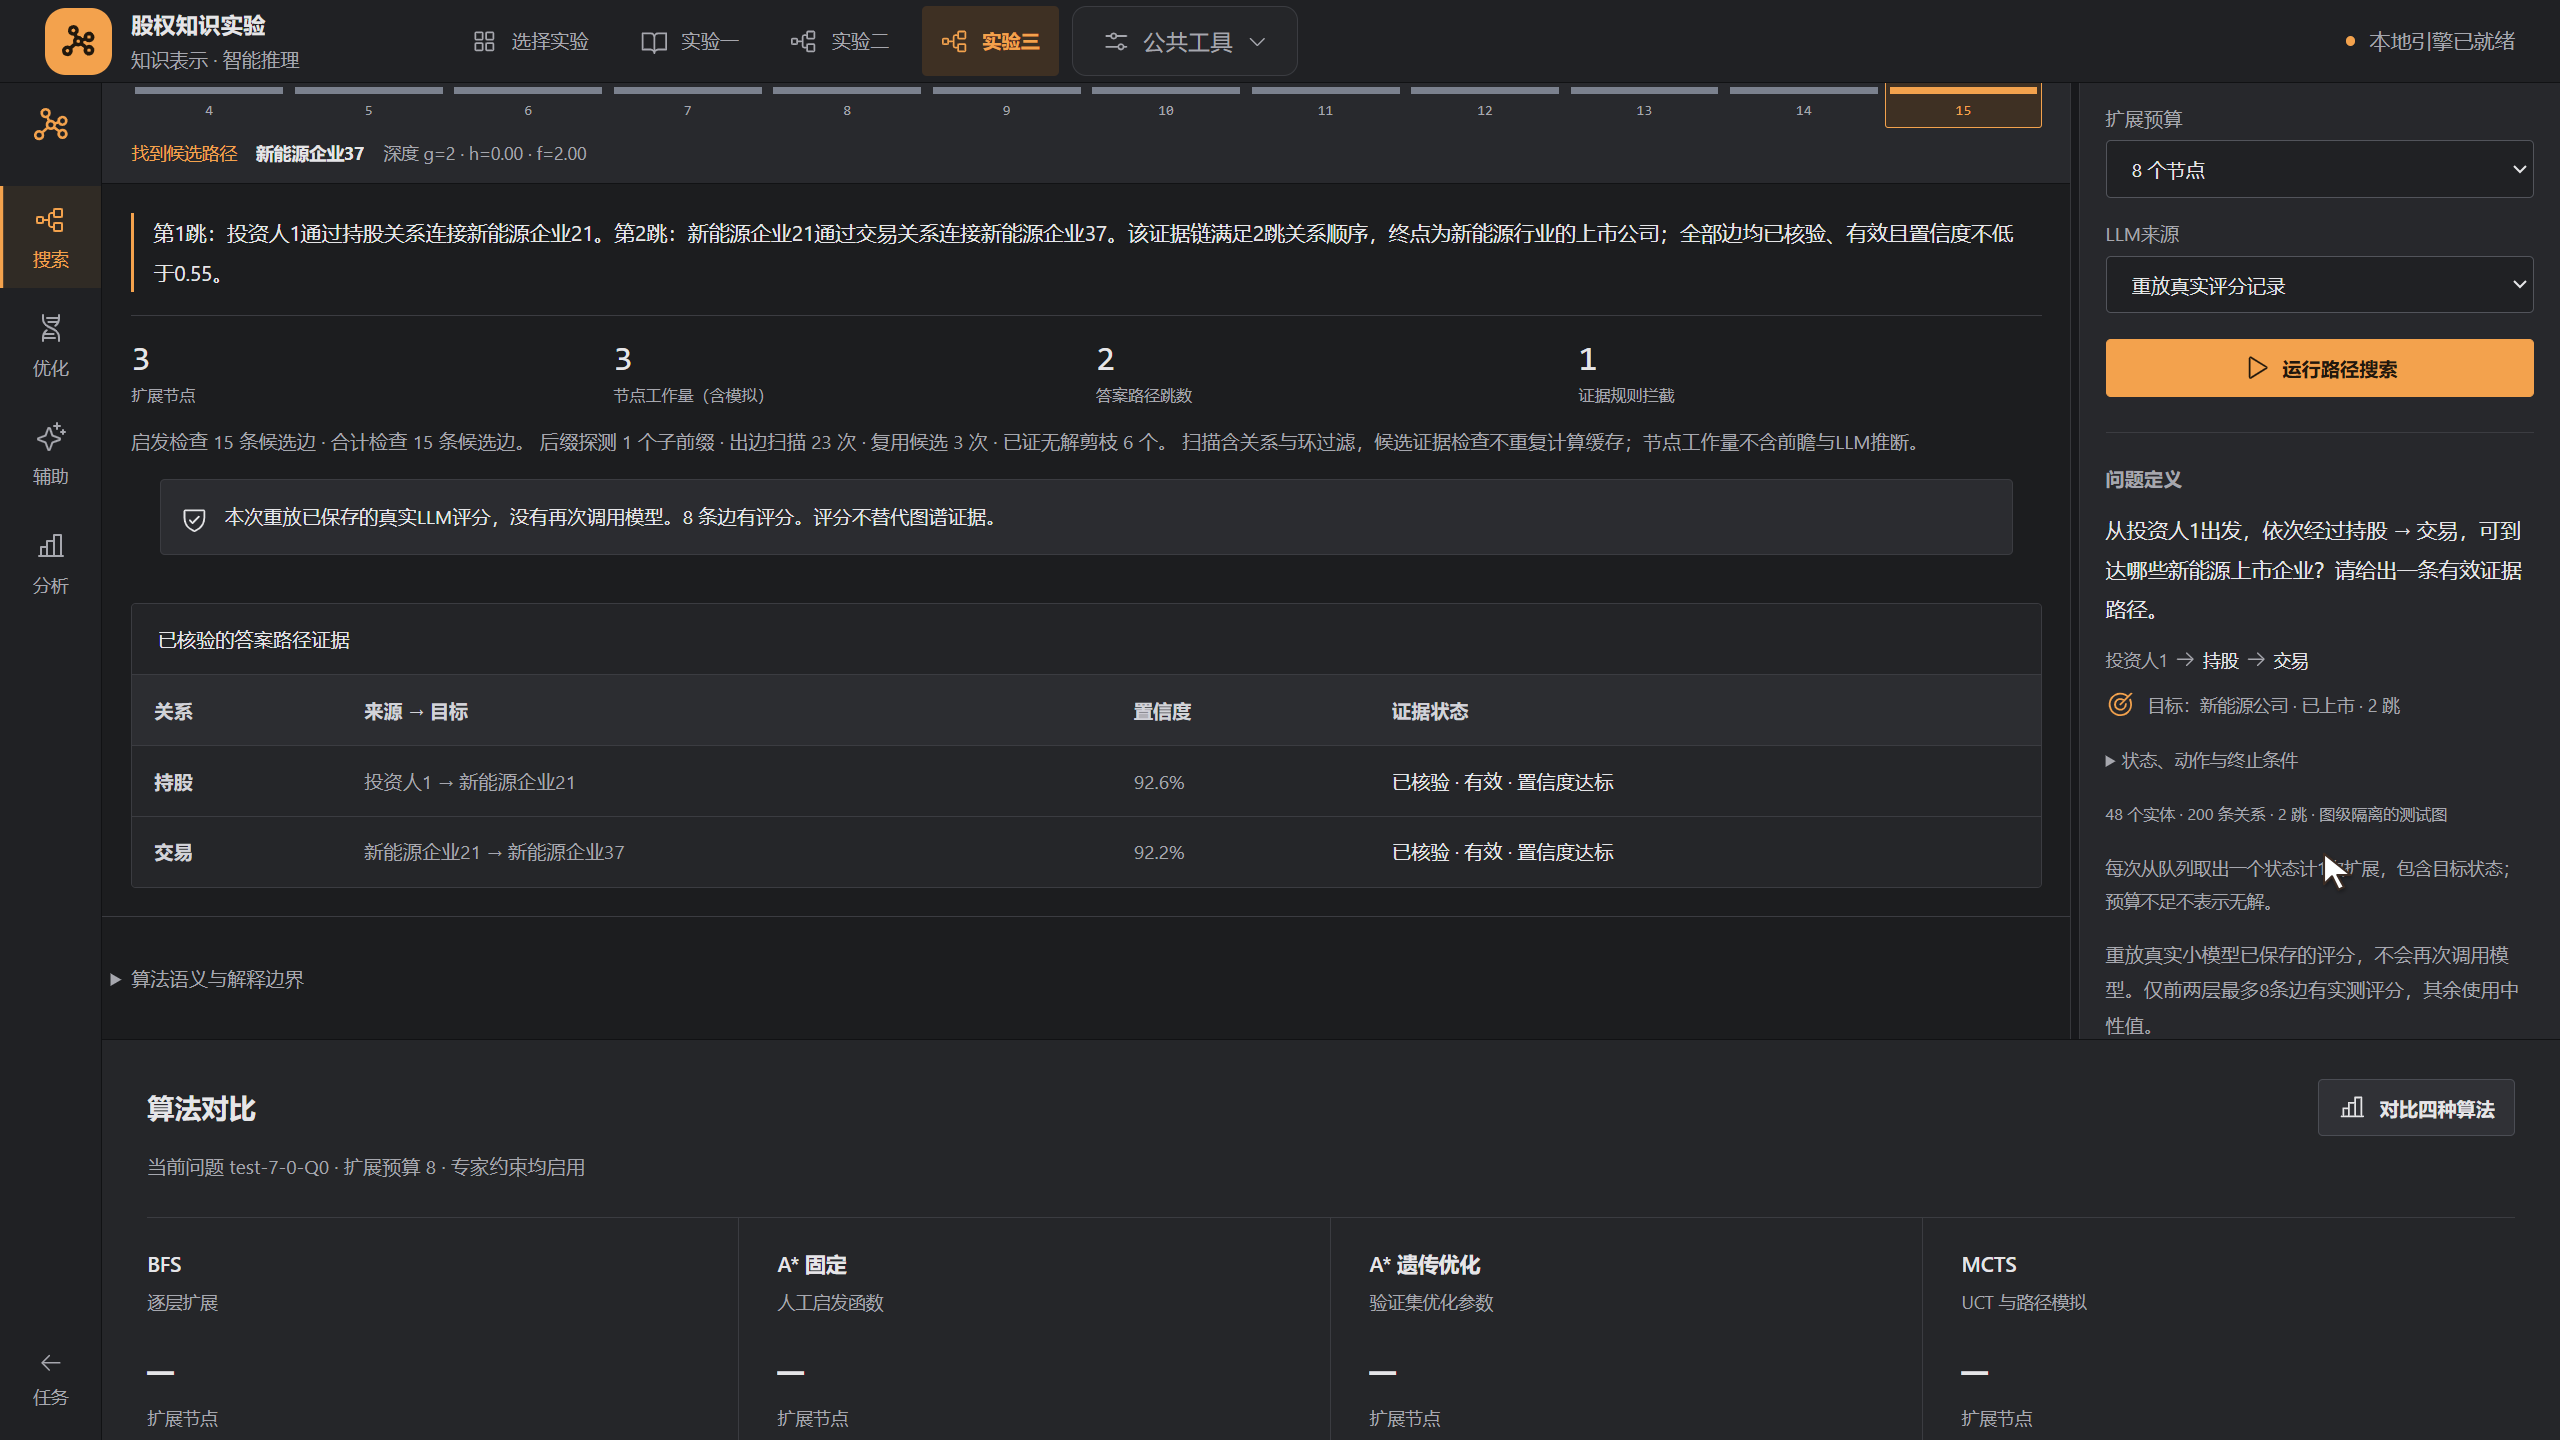 股权知识实验
知识表示 · 智能推理
选择实验
实验一
实验二
实验三
公共工具
本地引擎已就绪
搜索
优化
辅助
分析
任务
4 5 6 7 8 9 10 11 12 13 14 15
找到候选路径 新能源企业37 深度 g=2 · h=0.00 · f=2.00
第1跳：投资人1通过持股关系连接新能源企业21。第2跳：新能源企业21通过交易关系连接新能源企业37。该证据链满足2跳关系顺序，终点为新能源行业的上市公司；全部边均已核验、有效且置信度不低
于0.55。
3 3 2 1
扩展节点 节点工作量（含模拟） 答案路径跳数 证据规则拦截
启发检查 15 条候选边 · 合计检查 15 条候选边。 后缀探测 1 个子前缀 · 出边扫描 23 次 · 复用候选 3 次 · 已证无解剪枝 6 个。 扫描含关系与环过滤，候选证据检查不重复计算缓存；节点工作量不含前瞻与LLM推断。
本次重放已保存的真实LLM评分，没有再次调用模型。8 条边有评分。评分不替代图谱证据。
已核验的答案路径证据
关系 来源 → 目标 置信度 证据状态
持股 投资人1 → 新能源企业21 92.6% 已核验 · 有效 · 置信度达标
交易 新能源企业21 → 新能源企业37 92.2% 已核验 · 有效 · 置信度达标
算法语义与解释边界
扩展预算
8 个节点
LLM来源
重放真实评分记录
运行路径搜索
问题定义
从投资人1出发，依次经过持股 → 交易，可到
达哪些新能源上市企业？请给出一条有效证据
路径。
投资人1 → 持股 → 交易
目标：新能源公司 · 已上市 · 2 跳
状态、动作与终止条件
48 个实体 · 200 条关系 · 2 跳 · 图级隔离的测试图
每次从队列取出一个状态计1扩展，包含目标状态；
预算不足不表示无解。
重放真实小模型已保存的评分，不会再次调用模
型。仅前两层最多8条边有实测评分，其余使用中
性值。
算法对比
对比四种算法
当前问题 test-7-0-Q0 · 扩展预算 8 · 专家约束均启用
BFS
逐层扩展
—
扩展节点
A* 固定
人工启发函数
—
扩展节点
A* 遗传优化
验证集优化参数
—
扩展节点
MCTS
UCT 与路径模拟
—
扩展节点